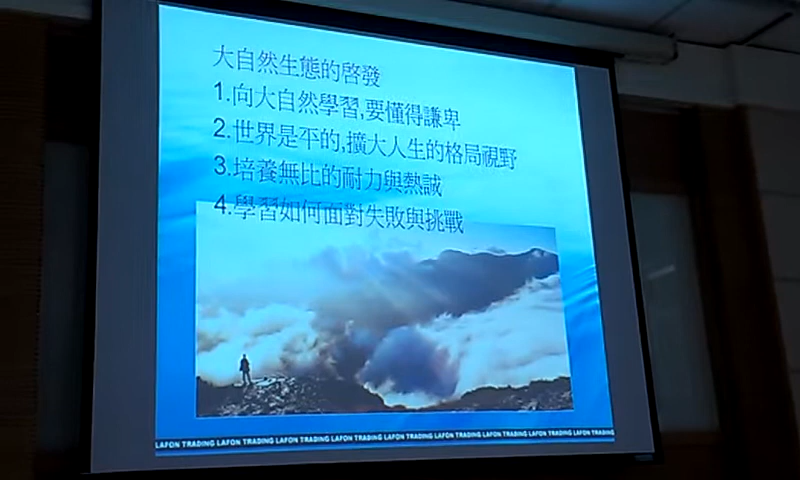 大自然生態的啓發
1.向大自然學習,要懂得謙卑
2.世界是平的,擴大人生的格局視野
3.培養無比的耐力與熱誠
4.學習如何面對失敗與挑戰
LAFON TRADING LAFON TRADING LAFON TRADING LAFON TRADING LAFON TRADING LAFON TRADING LAFON TRADING LAFON TRADING